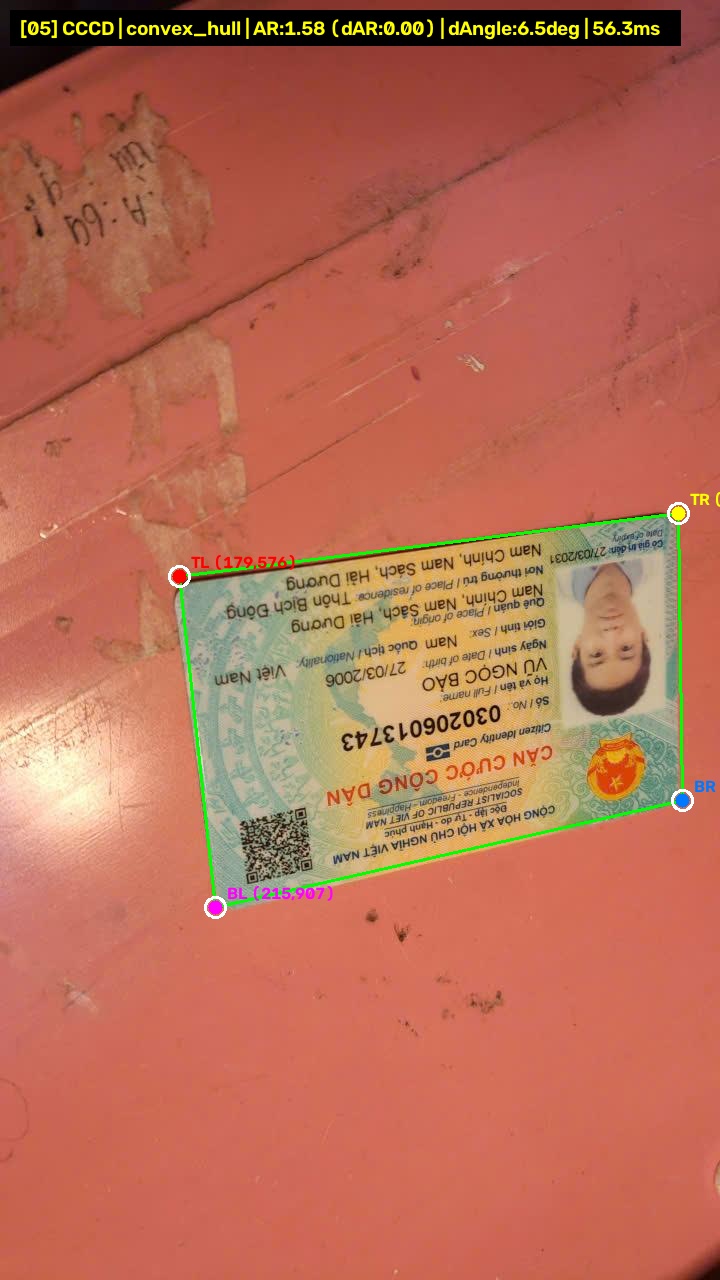 [05] CCCD | convex_hull | AR:1.58 (dAR:0.00) | dAngle:6.5deg | 56.3ms
TL (179,576)
TR (
BR
BL (215,907)
CỘNG HÒA XÃ HỘI CHỦ NGHĨA VIỆT NAM
Độc lập - Tự do - Hạnh phúc
SOCIALIST REPUBLIC OF VIET NAM
Independence - Freedom - Happiness
CĂN CƯỚC CÔNG DÂN
Citizen Identity Card
Số / No.: 030206013743
Họ và tên / Full name:
VŨ NGỌC BẢO
Ngày sinh / Date of birth: 27/03/2006
Giới tính / Sex: Nam Quốc tịch / Nationality: Việt Nam
Quê quán / Place of origin:
Nam Chính, Nam Sách, Hải Dương
Nơi thường trú / Place of residence: Thôn Bịch Đông
Nam Chính, Nam Sách, Hải Dương
Có giá trị đến: 27/03/2031
Date of expiry